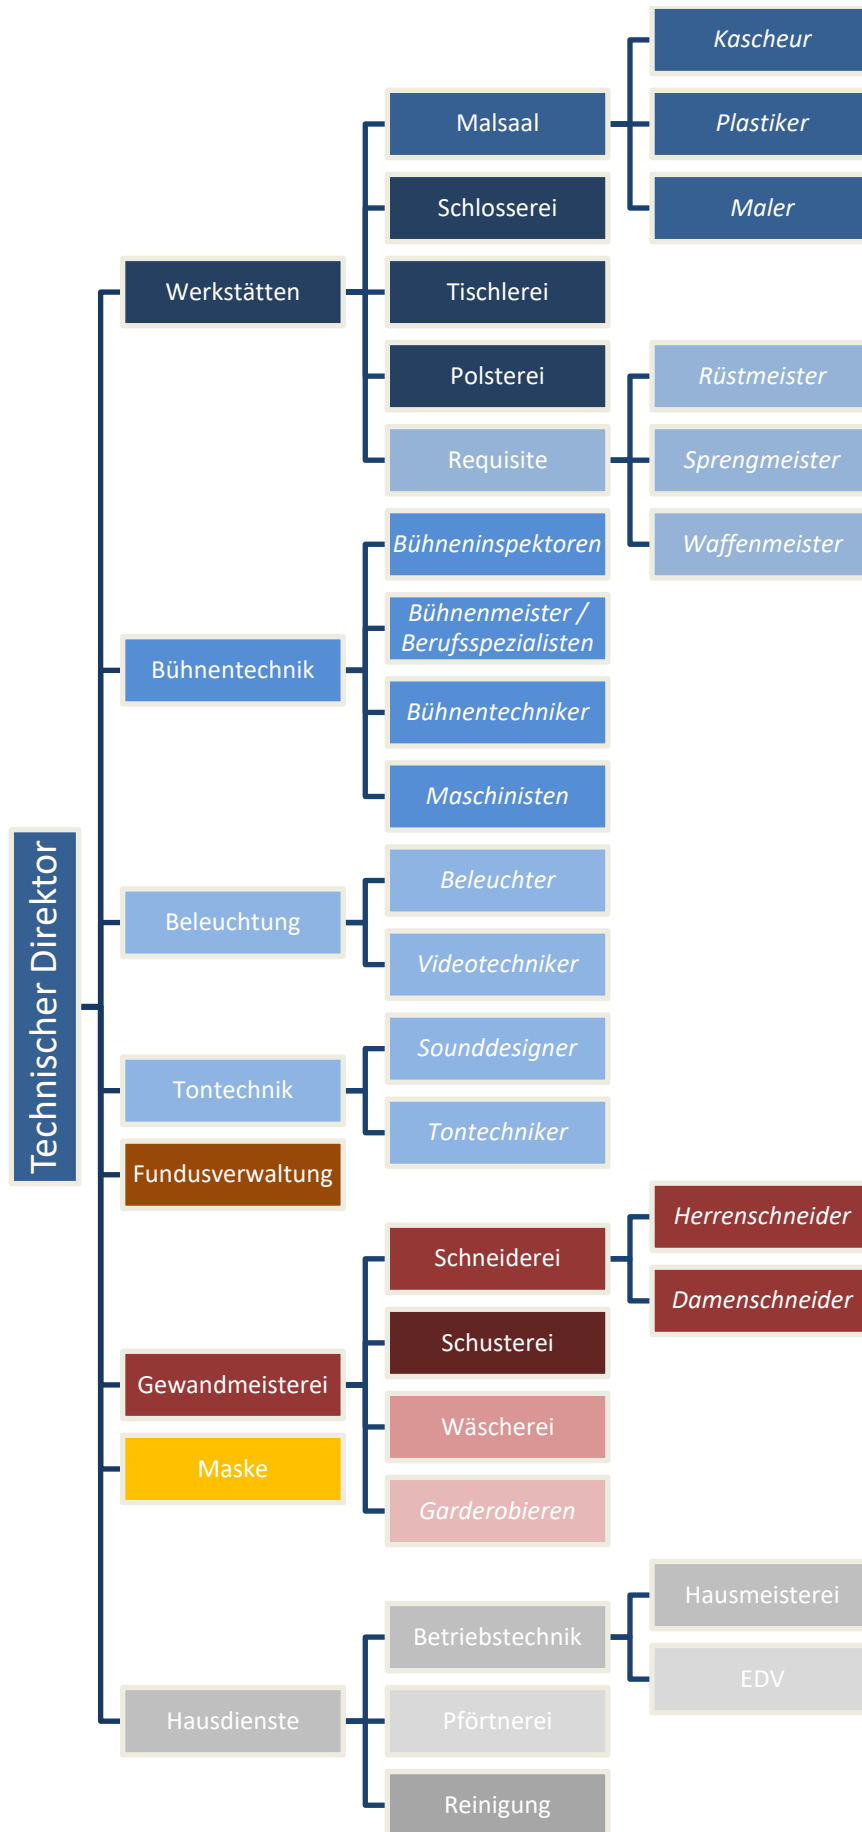 Technischer Direktor
Werkstätten
Malsaal
Kascheur
Plastiker
Maler
Schlosserei
Tischlerei
Polsterei
Requisite
Rüstmeister
Sprengmeister
Waffenmeister
Bühnentechnik
Bühneninspektoren
Bühnenmeister /
Berufsspezialisten
Bühnentechniker
Maschinisten
Beleuchtung
Beleuchter
Videotechniker
Tontechnik
Sounddesigner
Tontechniker
Fundusverwaltung
Gewandmeisterei
Schneiderei
Herrenschneider
Damenschneider
Schusterei
Wäscherei
Garderobieren
Maske
Hausdienste
Betriebstechnik
Hausmeisterei
EDV
Pförtnerei
Reinigung